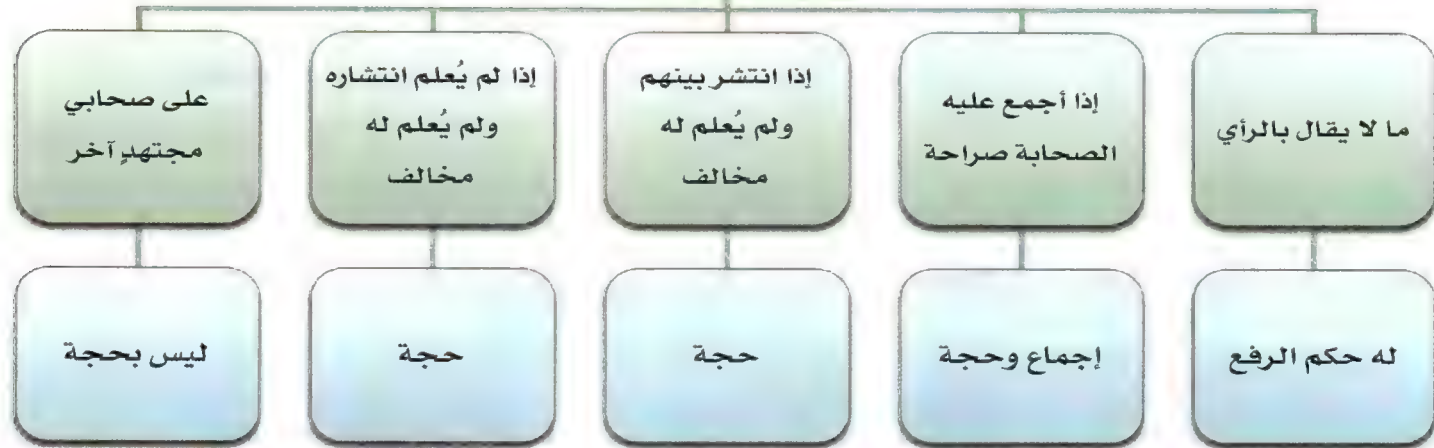 ما لا يقال بالرأي
إذا أجمع عليه
الصحابة صراحة
إذا انتشر بينهم
ولم يُعلم له
مخالف
إذا لم يُعلم انتشاره
ولم يُعلم له
مخالف
على صحابي
مجتهدٍ آخر
له حكم الرفع
إجماع وحجة
حجة
حجة
ليس بحجة